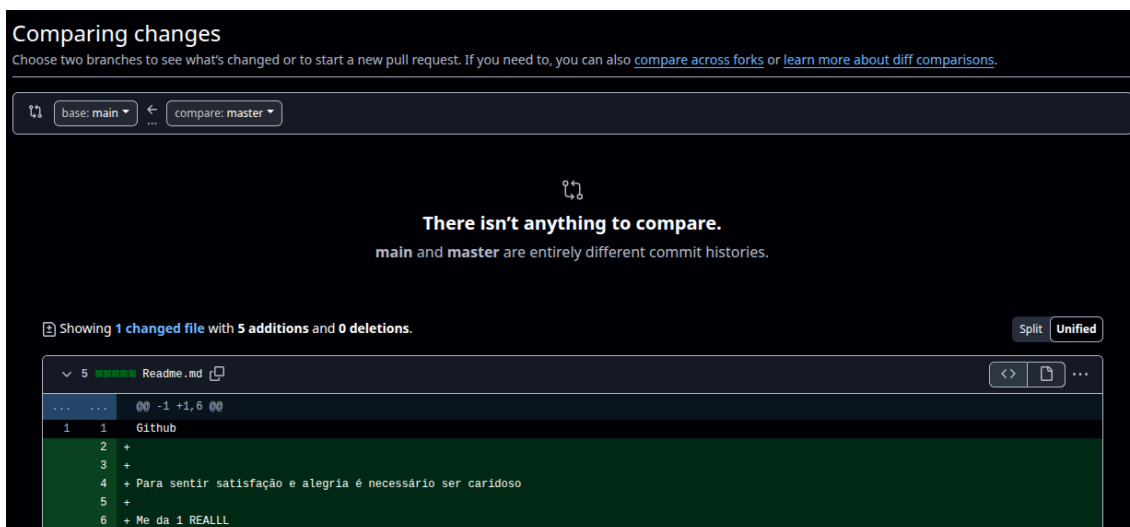 Comparing changes
Choose two branches to see what's changed or to start a new pull request. If you need to, you can also compare across forks or learn more about diff comparisons.
base: main ← compare: master
...
There isn't anything to compare.
main and master are entirely different commit histories.
Showing 1 changed file with 5 additions and 0 deletions. Split Unified
5 Readme.md <> ...
... ... @@ -1 +1,6 @@
1 1 Github
2 +
3 +
4 + Para sentir satisfação e alegria é necessário ser caridoso
5 +
6 + Me da 1 REALLL